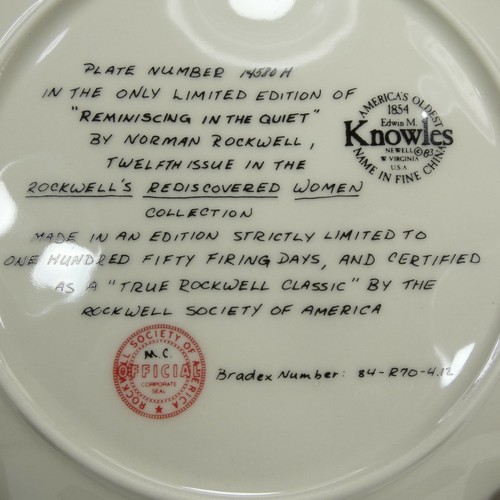 PLATE NUMBER 14580H
IN THE ONLY LIMITED EDITION OF
"REMINISCING IN THE QUIET"
BY NORMAN ROCKWELL,
TWELFTH ISSUE IN THE
ROCKWELL'S REDISCOVERED WOMEN
COLLECTION
MADE IN AN EDITION STRICTLY LIMITED TO
ONE HUNDRED FIFTY FIRING DAYS, AND CERTIFIED
AS A "TRUE ROCKWELL CLASSIC" BY THE
ROCKWELL SOCIETY OF AMERICA
AMERICA'S OLDEST
1854
Edwin M.
Knowles
NEWELL ©83
W VIRGINIA
U.S.A
NAME IN FINE CHINA
ROCKWELL SOCIETY OF AMERICA
M.C.
OFFICIAL
CORPORATE
SEAL
Bradex Number: 84-R70-4.12